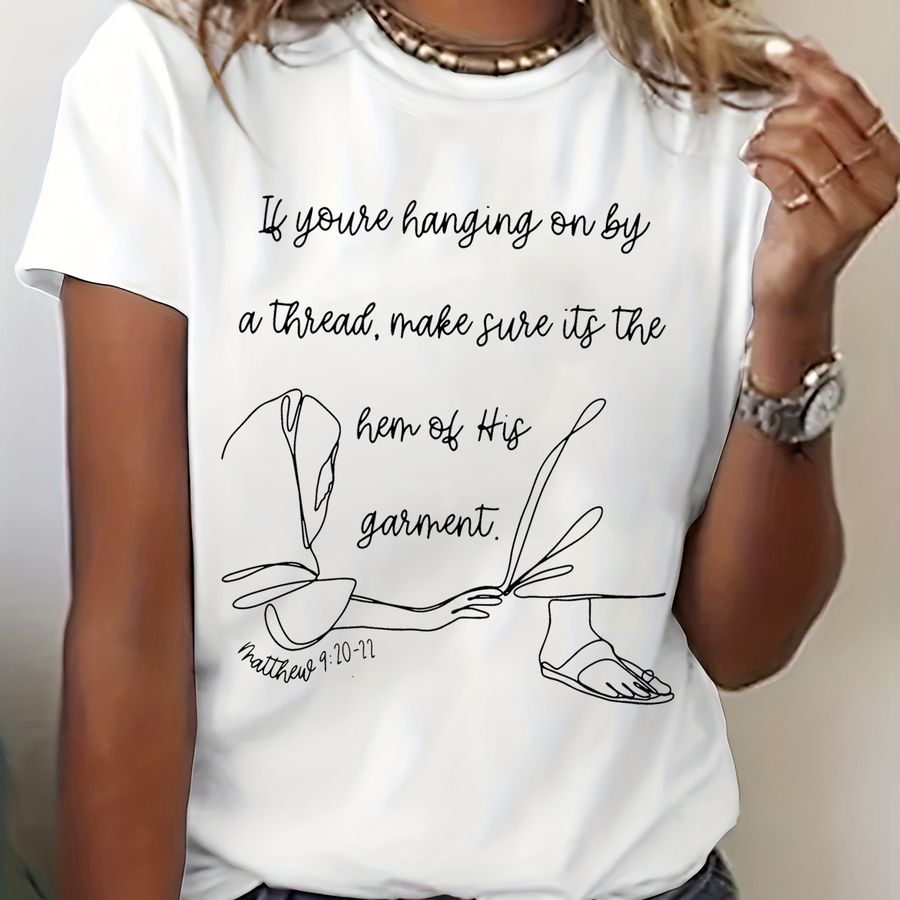 If youre hanging on by
a thread, make sure its the
hem of His
garment.
Matthew 9:20-22